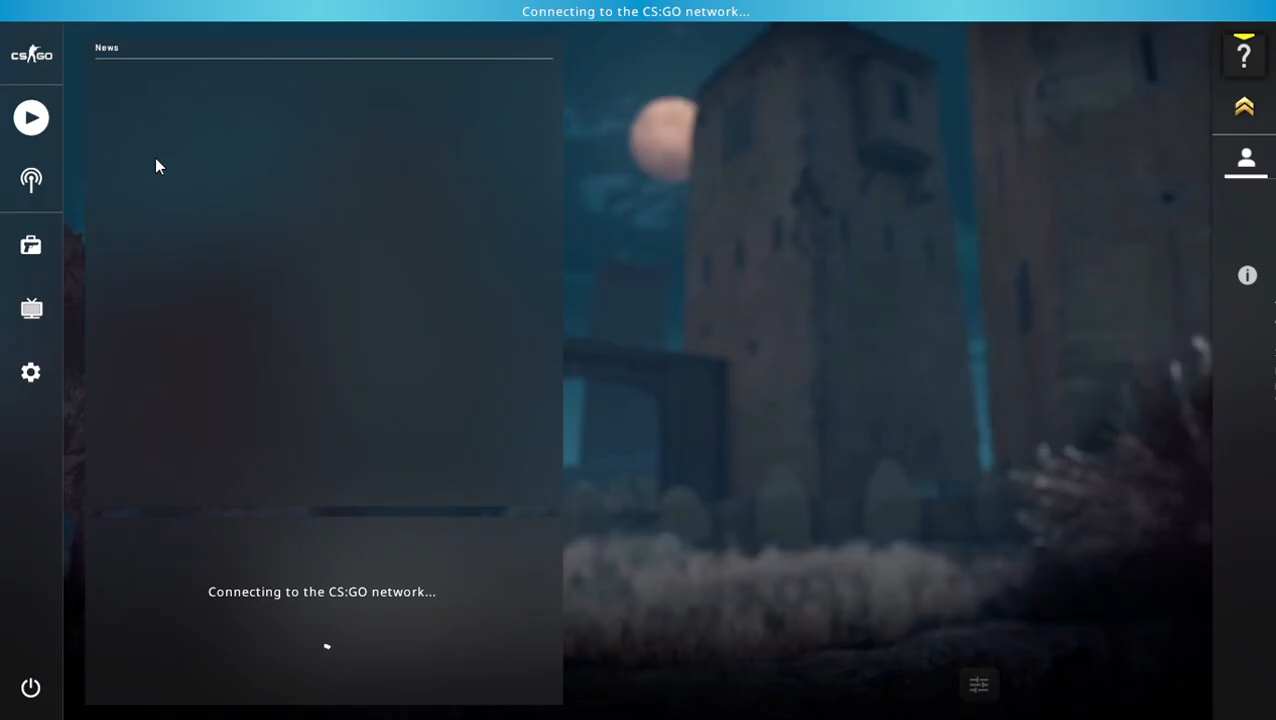 Connecting to the CS:GO network...
CS GO
News
?
i
Connecting to the CS:GO network...